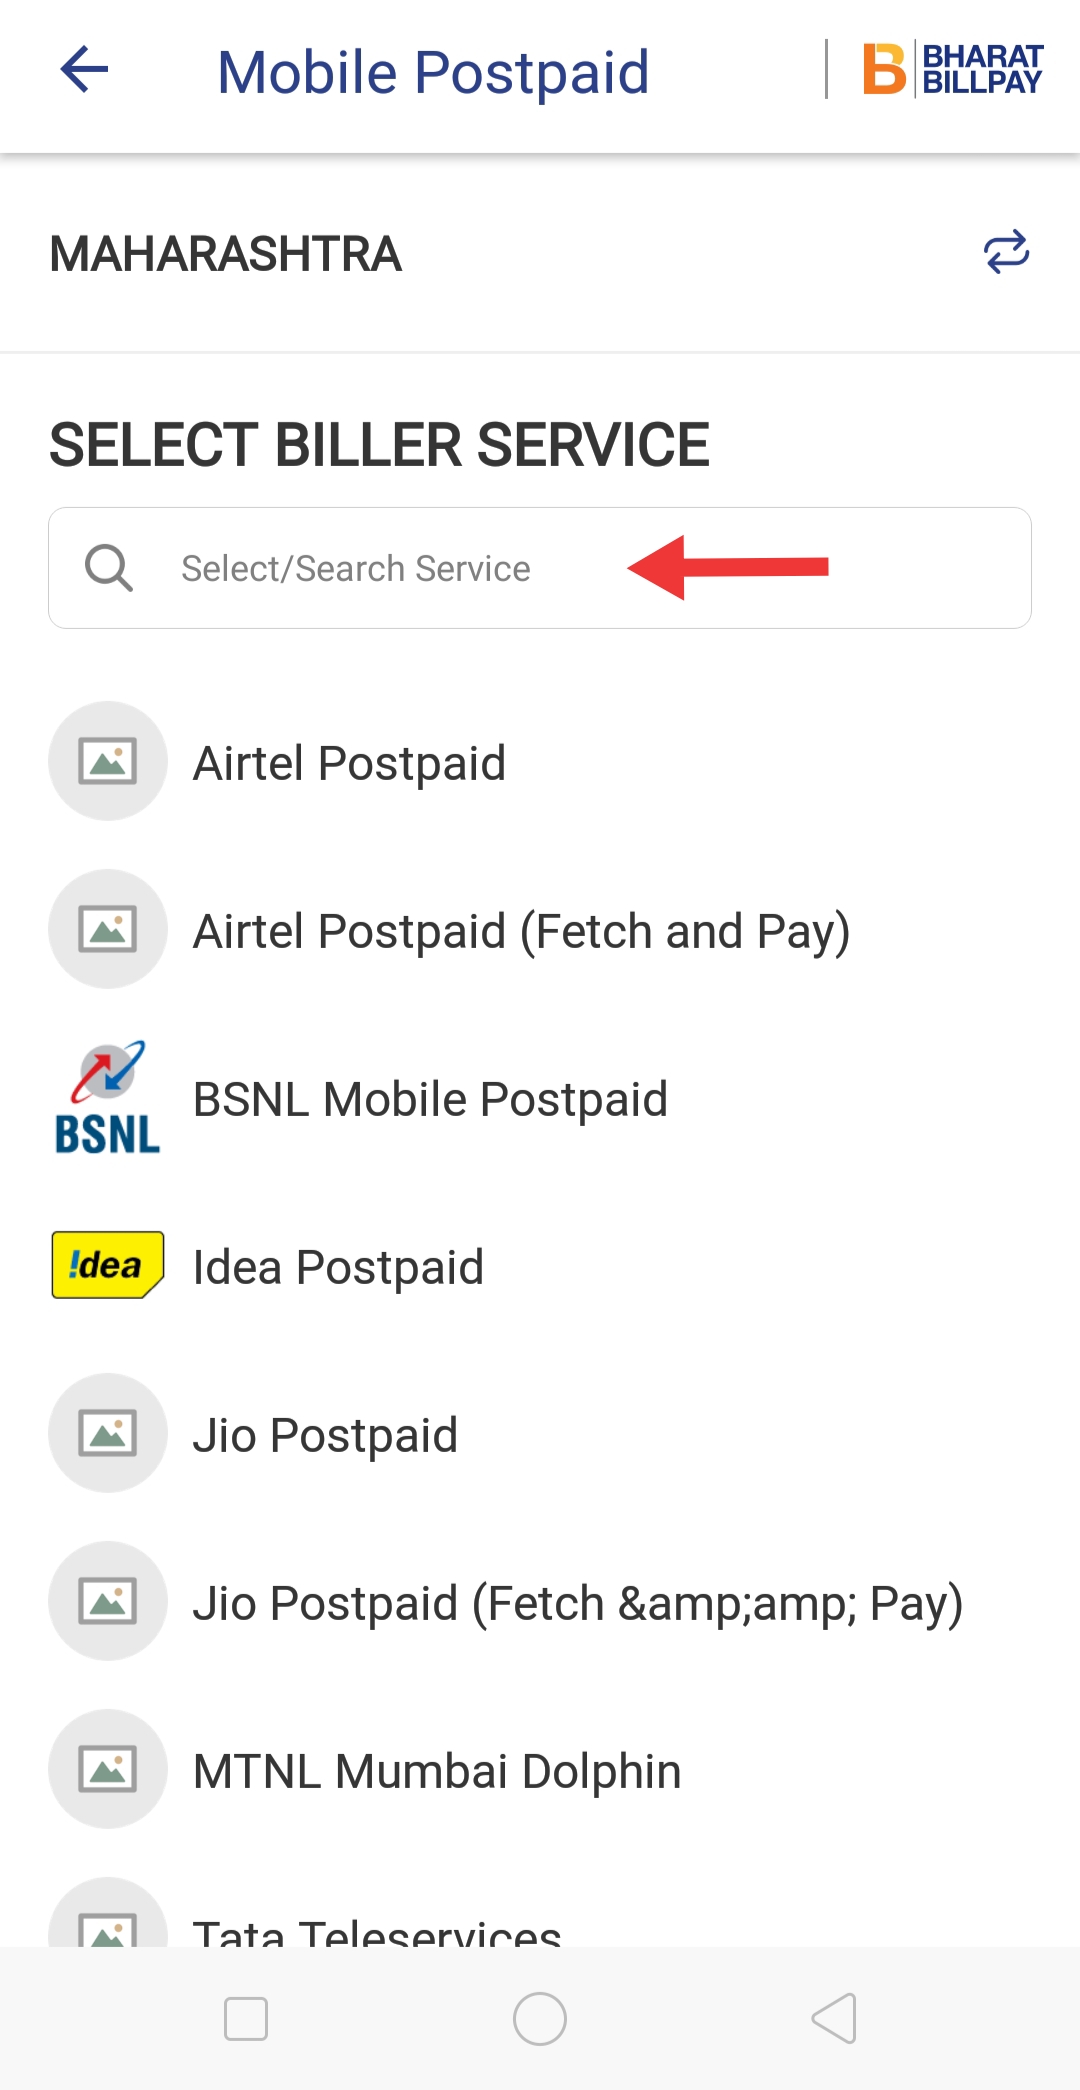 Mobile Postpaid
BHARAT
BILLPAY
MAHARASHTRA
SELECT BILLER SERVICE
Select/Search Service
Airtel Postpaid
Airtel Postpaid (Fetch and Pay)
BSNL
BSNL Mobile Postpaid
!dea
Idea Postpaid
Jio Postpaid
Jio Postpaid (Fetch &amp;amp; Pay)
MTNL Mumbai Dolphin
Tata Teleservices